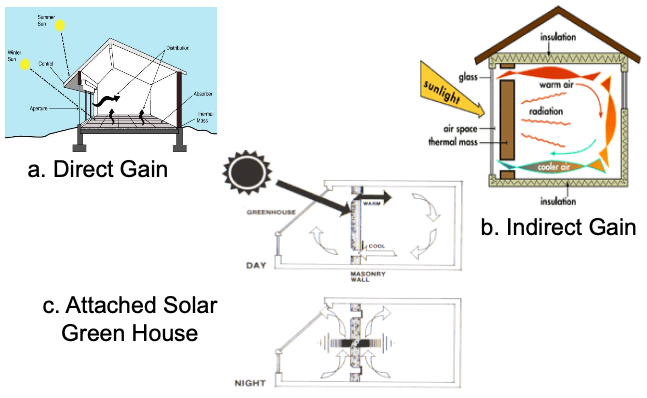 Summer
Sun
Winter
Sun
Control
Distribution
Aperture
Absorber
Thermal
Mass
a. Direct Gain
insulation
glass
sunlight
warm air
radiation
air space
thermal mass
cooler air
insulation
b. Indirect Gain
GREENHOUSE
WARM
COOL
DAY
MASONRY
WALL
c. Attached Solar
Green House
NIGHT